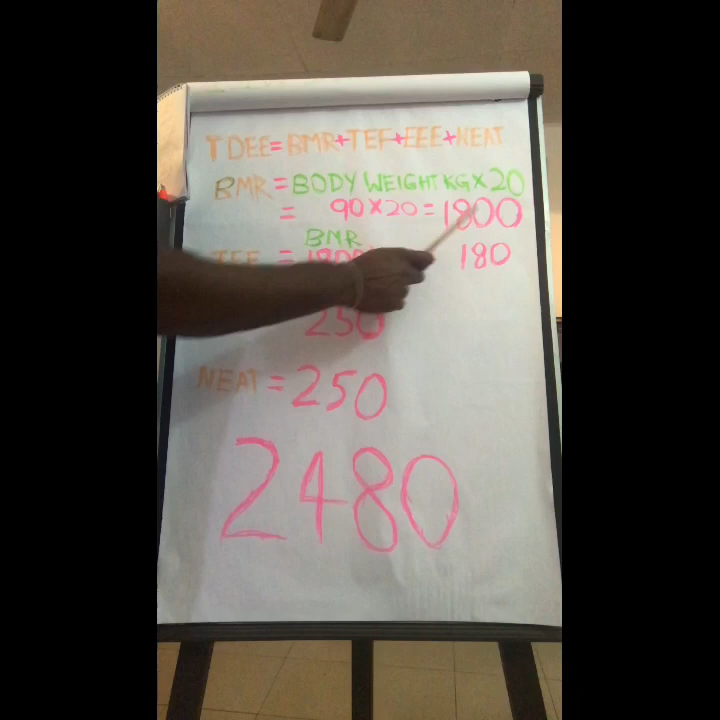 TDEE=BMR+TEF+EEE+NEAT
BMR=BODY WEIGHT KG×20
= 90×20=1800
BMR
= 180
250
NEAT=250
2480